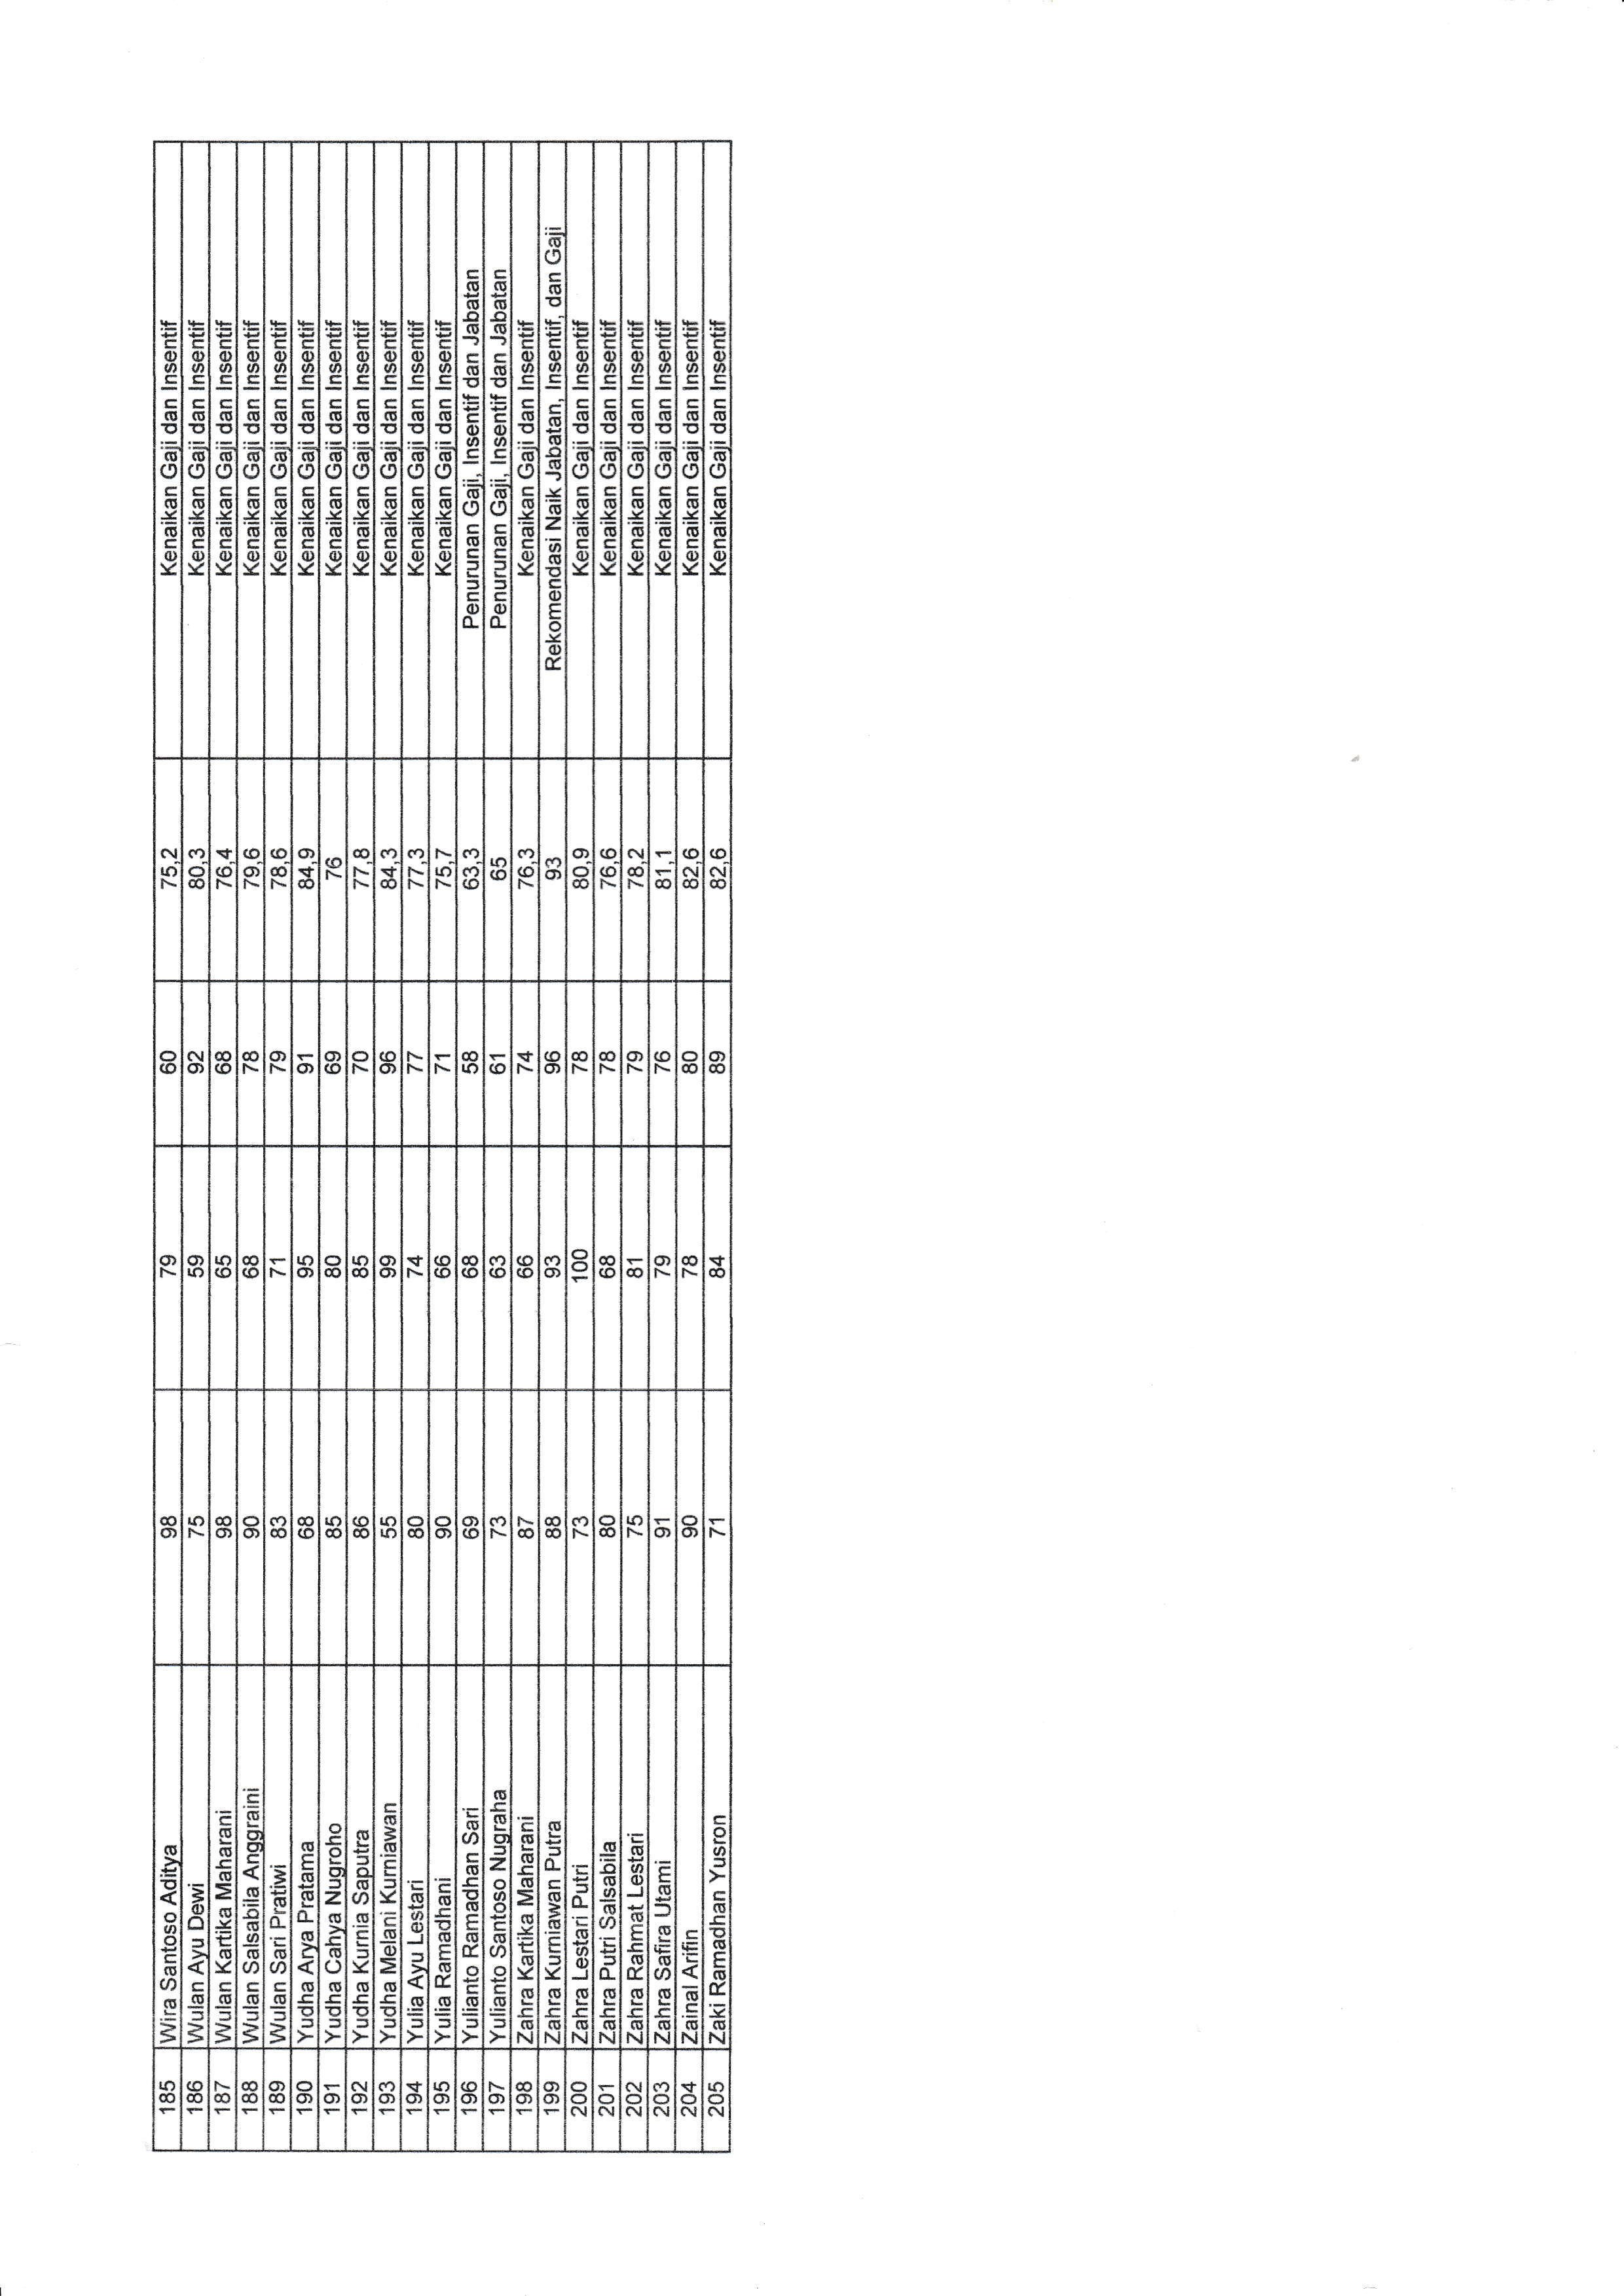 185 Wira Santoso Aditya 98 79 60 75,2 Kenaikan Gaji dan Insentif
186 Wulan Ayu Dewi 75 59 92 80,3 Kenaikan Gaji dan Insentif
187 Wulan Kartika Maharani 98 65 68 76,4 Kenaikan Gaji dan Insentif
188 Wulan Salsabila Anggraini 90 68 78 79,6 Kenaikan Gaji dan Insentif
189 Wulan Sari Pratiwi 83 71 79 78,6 Kenaikan Gaji dan Insentif
190 Yudha Arya Pratama 68 95 91 84,9 Kenaikan Gaji dan Insentif
191 Yudha Cahya Nugroho 85 80 69 76 Kenaikan Gaji dan Insentif
192 Yudha Kurnia Saputra 86 85 70 77,8 Kenaikan Gaji dan Insentif
193 Yudha Melani Kurniawan 55 99 96 84,3 Kenaikan Gaji dan Insentif
194 Yulia Ayu Lestari 80 74 77 77,3 Kenaikan Gaji dan Insentif
195 Yulia Ramadhani 90 66 71 75,7 Kenaikan Gaji dan Insentif
196 Yulianto Ramadhan Sari 69 68 58 63,3 Penurunan Gaji, Insentif dan Jabatan
197 Yulianto Santoso Nugraha 73 63 61 65 Penurunan Gaji, Insentif dan Jabatan
198 Zahra Kartika Maharani 87 66 74 76,3 Kenaikan Gaji dan Insentif
199 Zahra Kurniawan Putra 88 93 96 93 Rekomendasi Naik Jabatan, Insentif, dan Gaji
200 Zahra Lestari Putri 73 100 78 80,9 Kenaikan Gaji dan Insentif
201 Zahra Putri Salsabila 80 68 78 76,6 Kenaikan Gaji dan Insentif
202 Zahra Rahmat Lestari 75 81 79 78,2 Kenaikan Gaji dan Insentif
203 Zahra Safira Utami 91 79 76 81,1 Kenaikan Gaji dan Insentif
204 Zainal Arifin 90 78 80 82,6 Kenaikan Gaji dan Insentif
205 Zaki Ramadhan Yusron 71 84 89 82,6 Kenaikan Gaji dan Insentif